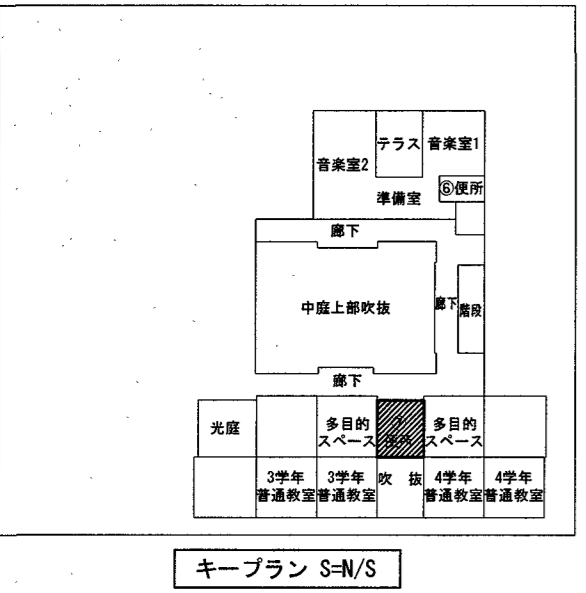 テラス
音楽室1
音楽室2
⑥便所
準備室
廊下
中庭上部吹抜
廊下
階段
廊下
光庭
多目的
スペース
便所
多目的
スペース
3学年
普通教室
3学年
普通教室
吹 抜
4学年
普通教室
4学年
普通教室
キープラン S=N/S